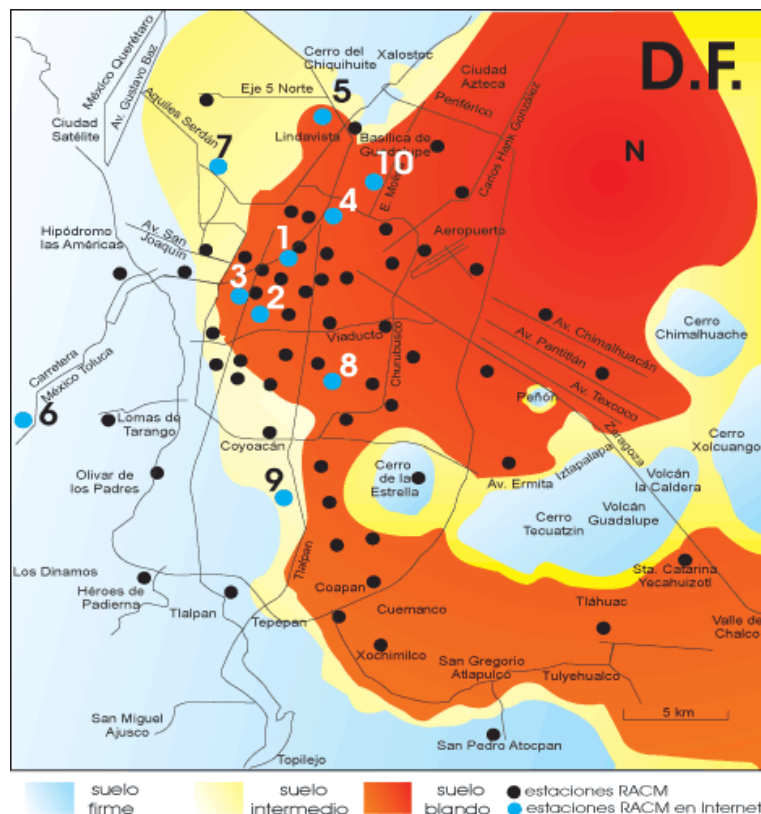 D.F.
N
México Querétaro
Av. Gustavo Baz
Ciudad
Satélite
Aquiles Serdán
Eje 5 Norte
Cerro del
Chiquihuite
Xalostoc
Ciudad
Azteca
Periférico
Carlos Hank González
5
Lindavista
Basílica de
Guadalupe
7
10
E. Molina
4
Av. San
Joaquín
Hipódromo
las Américas
1
Aeropuerto
3
2
Viaducto
Churubusco
Av. Chimalhuacán
Av. Pantitlán
Av. Texcoco
Cerro
Chimalhuache
Carretera
México Toluca
8
6
Lomas de
Tarango
Peñón
Zaragoza
Coyoacán
Cerro
Xolcuango
Olivar de
los Padres
9
Cerro
de la
Estrella
Av. Ermita
Iztapalapa
Volcán
la Caldera
Volcán
Guadalupe
Cerro
Tecuatzin
Tlalpan
Los Dinamos
Héroes de
Padierna
Coapan
Sta. Catarina
Yecahuizotl
Tlalpan
Tepepan
Cuemanco
Tláhuac
Valle de
Chalco
Xochimilco
San Gregorio
Atlapulco
Tulyehualco
San Miguel
Ajusco
5 km
San Pedro Atocpan
Topilejo
suelo
firme
suelo
intermedio
suelo
blando
estaciones RACM
estaciones RACM en Internet